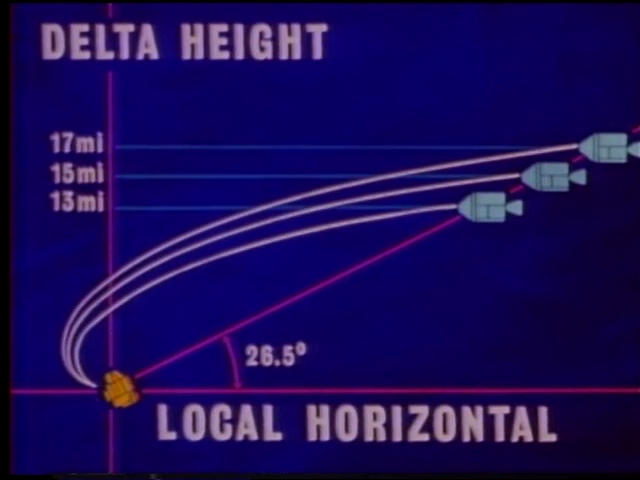 DELTA HEIGHT
17mi
15mi
13mi
26.5°
LOCAL HORIZONTAL